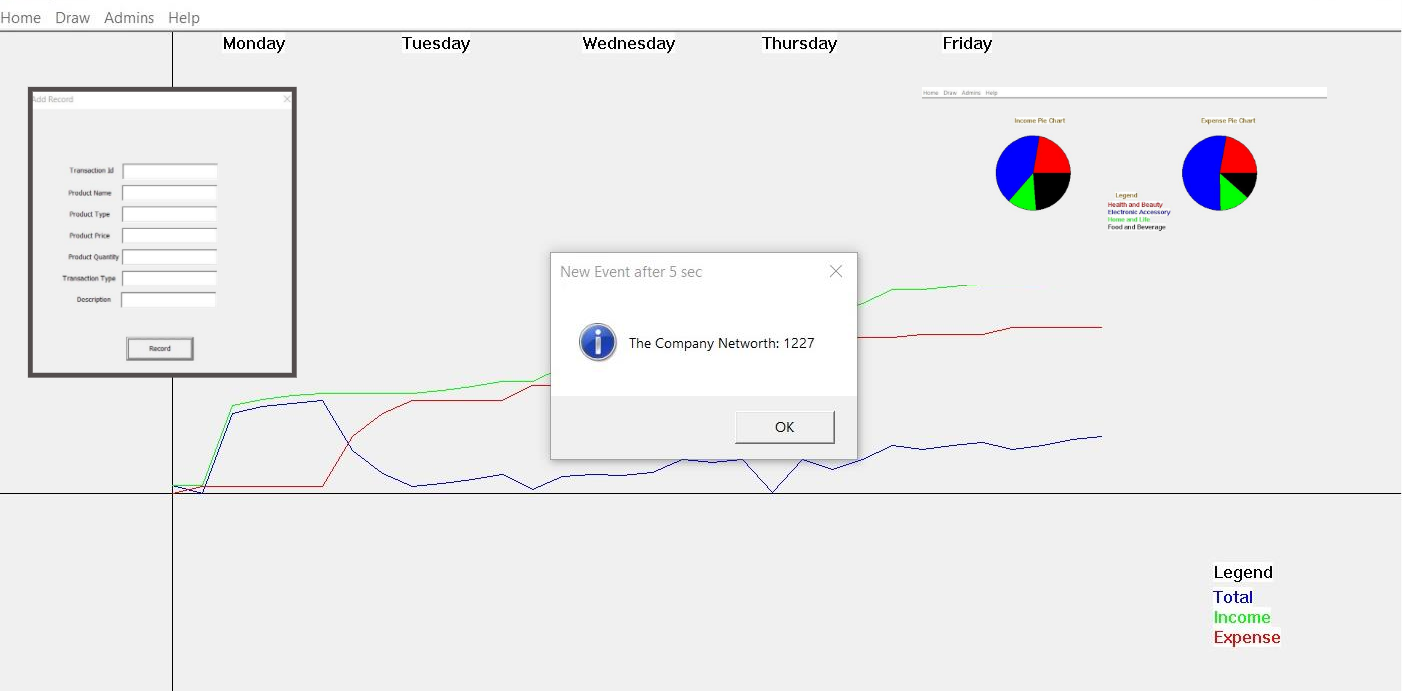 Home Draw Admins Help
Monday Tuesday Wednesday Thursday Friday
Add Record
Transaction Id
Product Name
Product Type
Product Price
Product Quantity
Transaction Type
Description
Record
Home Draw Admins Help
Income Pie Chart Expense Pie Chart
Legend
Health and Beauty
Electronic Accessory
Home and Life
Food and Beverage
New Event after 5 sec
The Company Networth: 1227
OK
Legend
Total
Income
Expense